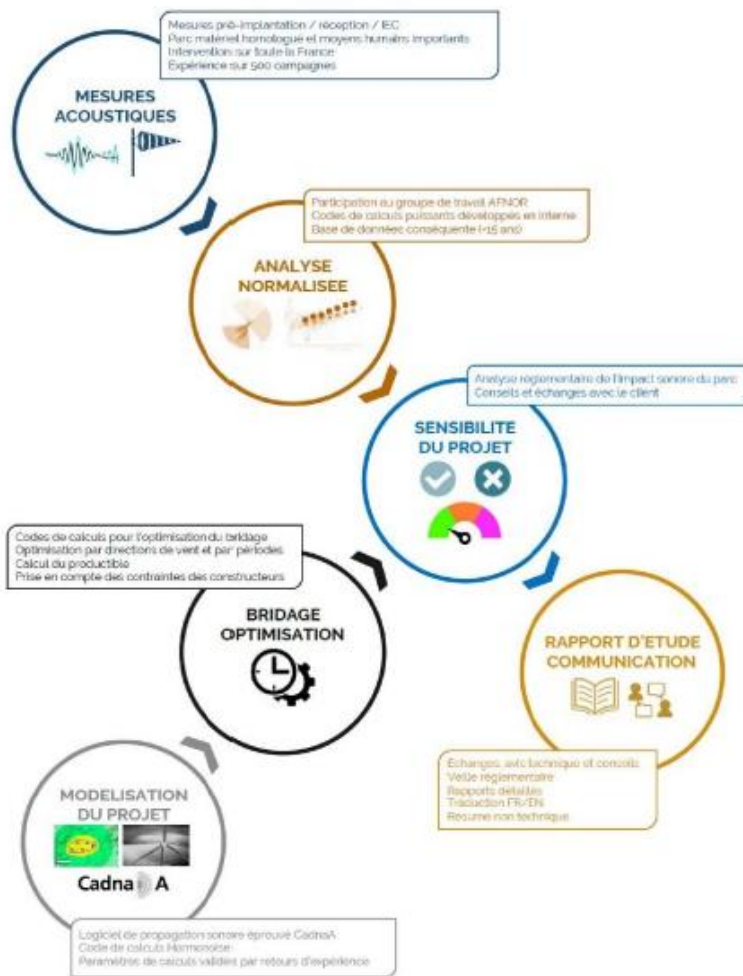 Mesures pré-implantation / réception / IEC
Parc matériel homologué et moyens humains importants
Intervention sur toute la France
Expérience sur 500 campagnes
MESURES
ACOUSTIQUES
Participation au groupe de travail AFNOR
Codes de calculs puissants développés en interne
Base de données conséquente (>15 ans)
ANALYSE
NORMALISEE
Analyse réglementaire de l'impact sonore du parc
Conseils et échanges avec le client
SENSIBILITE
DU PROJET
Codes de calculs pour l'optimisation du bridage
Optimisation par directions de vent et par périodes
Calcul du productible
Prise en compte des contraintes des constructeurs
BRIDAGE
OPTIMISATION
RAPPORT D'ETUDE
COMMUNICATION
Échanges, avis technique et conseils
Veille réglementaire
Rapports détaillés
Traduction FR/EN
Résumé non technique
MODELISATION
DU PROJET
Cadna A
Logiciel de propagation sonore éprouvé CadnaA
Code de calculs Harmonoise
Paramètres de calculs validés par retours d'expérience